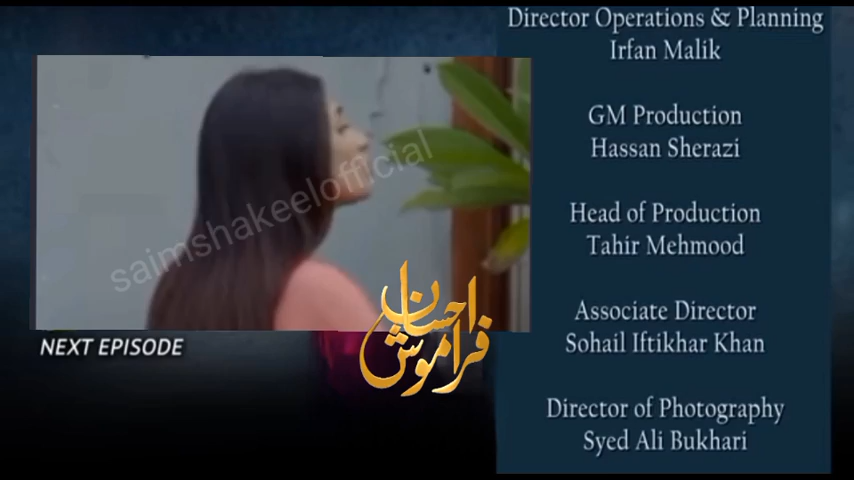 Director Operations & Planning
Irfan Malik
GM Production
Hassan Sherazi
Head of Production
Tahir Mehmood
Associate Director
Sohail Iftikhar Khan
Director of Photography
Syed Ali Bukhari
saimshakeelofficial
احسان
فراموش
NEXT EPISODE